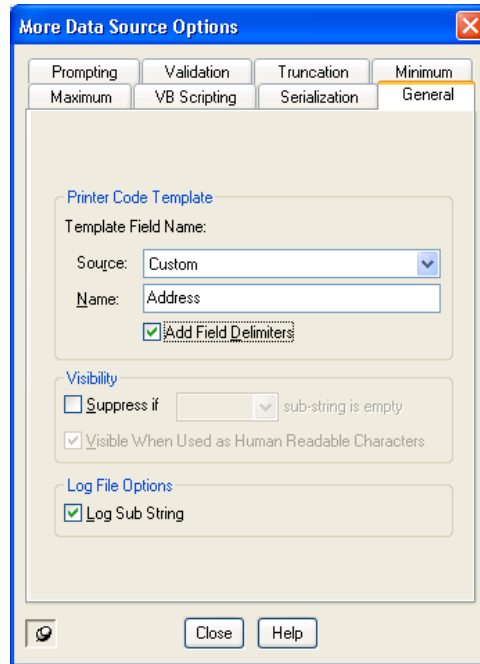 More Data Source Options
Prompting Validation Truncation Minimum
Maximum VB Scripting Serialization General
Printer Code Template
Template Field Name:
Source: Custom
Name: Address
Add Field Delimiters
Visibility
Suppress if sub-string is empty
Visible When Used as Human Readable Characters
Log File Options
Log Sub String
Close Help